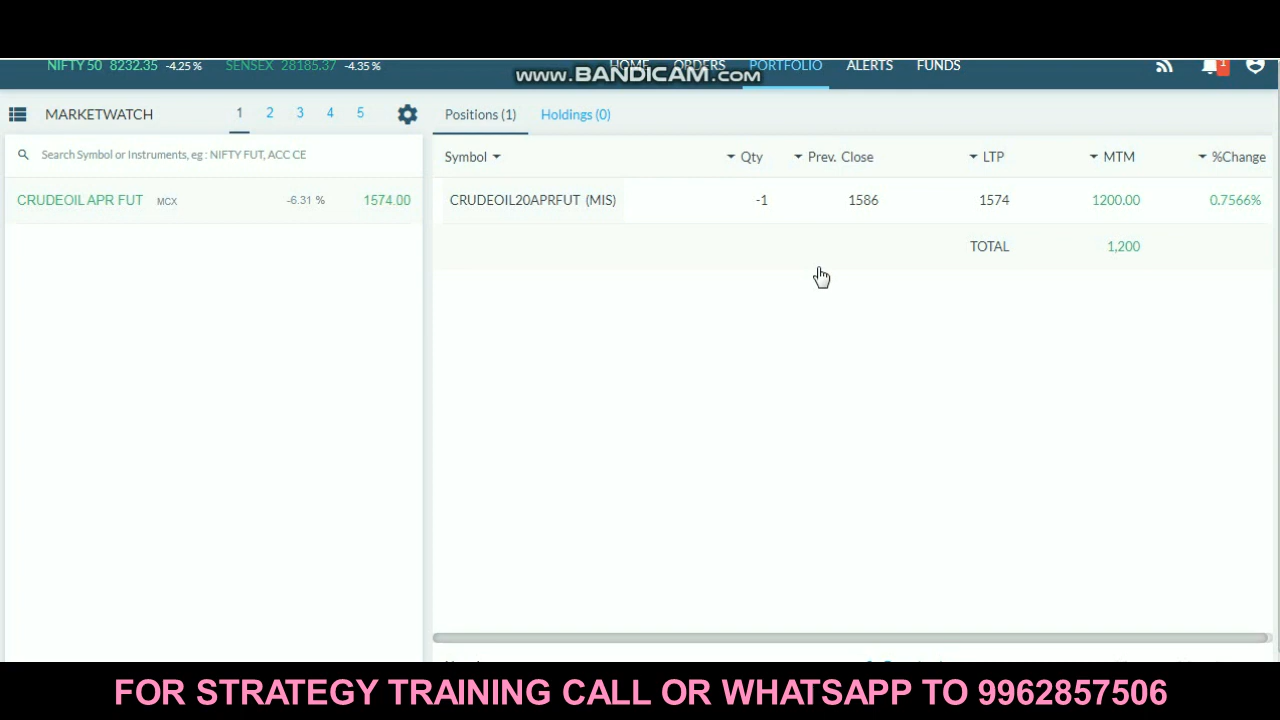 NIFTY 50 8232.35 -4.25 % SENSEX 28185.37 -4.35 % HOME ORDERS PORTFOLIO ALERTS FUNDS 1
www.BANDICAM.com
MARKETWATCH 1 2 3 4 5 Positions (1) Holdings (0)
Search Symbol or Instruments, eg : NIFTY FUT, ACC CE Symbol Qty Prev. Close LTP MTM %Change
CRUDEOIL APR FUT MCX -6.31 % 1574.00 CRUDEOIL20APRFUT (MIS) -1 1586 1574 1200.00 0.7566%
TOTAL 1,200
FOR STRATEGY TRAINING CALL OR WHATSAPP TO 9962857506